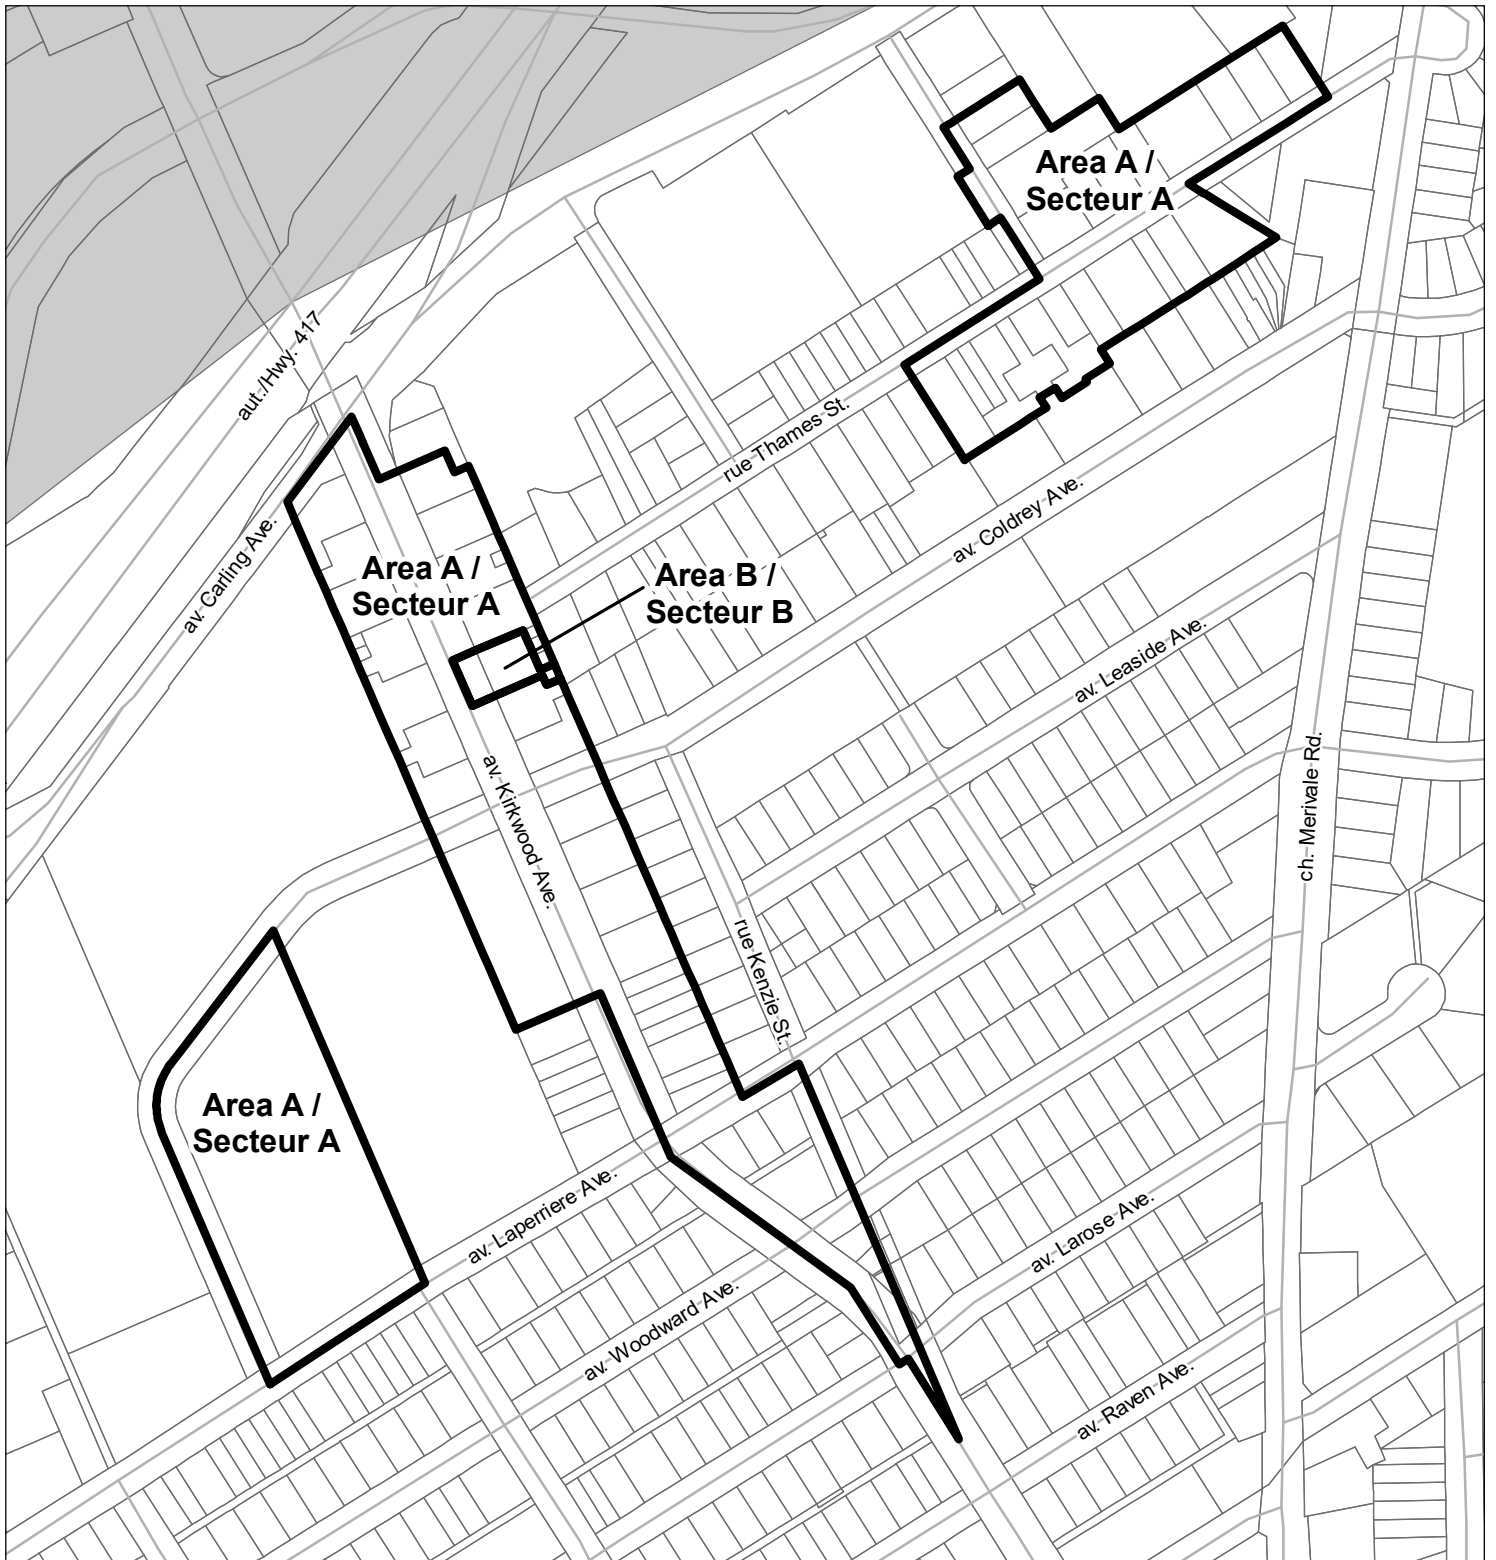 Area A /
Secteur A
aut./Hwy. 417
rue Thames St.
av. Coldrey Ave.
av. Carling Ave.
Area A /
Secteur A
Area B /
Secteur B
av. Leaside Ave.
av. Kirkwood Ave.
ch. Merivale Rd.
rue Kenzie St.
Area A /
Secteur A
av. Laperriere Ave.
av. Larose Ave.
av. Woodward Ave.
av. Raven Ave.